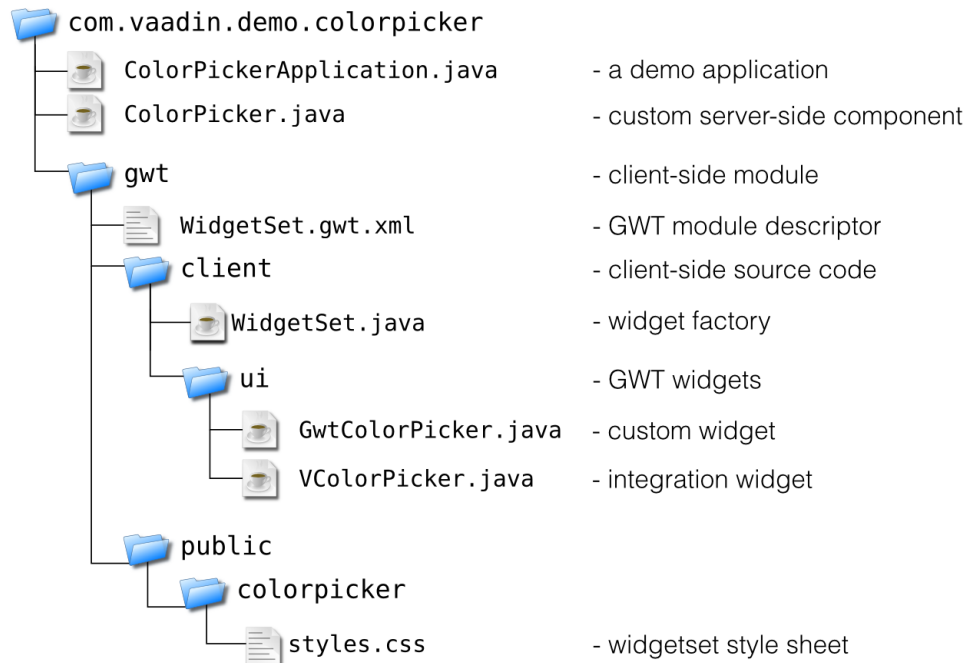 com.vaadin.demo.colorpicker
ColorPickerApplication.java - a demo application
ColorPicker.java - custom server-side component
gwt - client-side module
WidgetSet.gwt.xml - GWT module descriptor
client - client-side source code
WidgetSet.java - widget factory
ui - GWT widgets
GwtColorPicker.java - custom widget
VColorPicker.java - integration widget
public
colorpicker
styles.css - widgetset style sheet